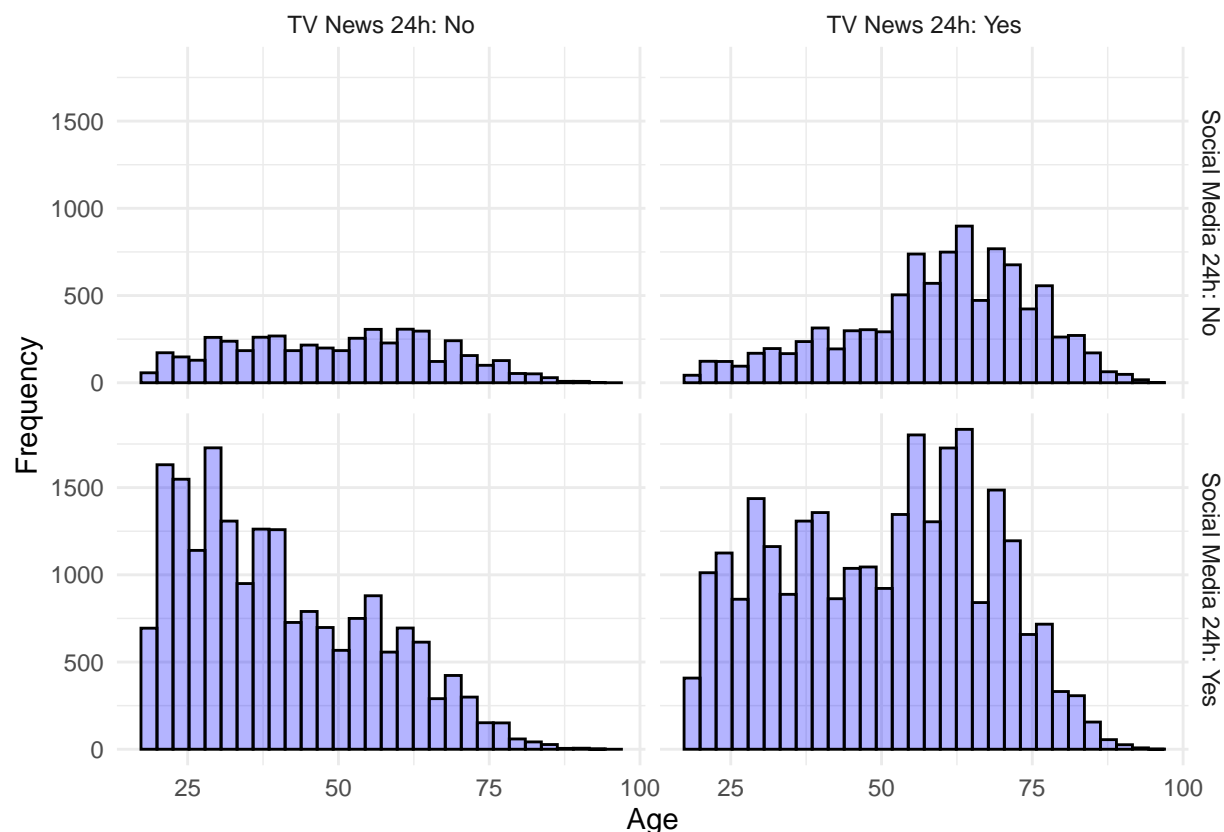 TV News 24h: No
TV News 24h: Yes
1500
1000
500
0
Social Media 24h: No
Frequency
1500
1000
500
0
Social Media 24h: Yes
25
50
75
100
25
50
75
100
Age